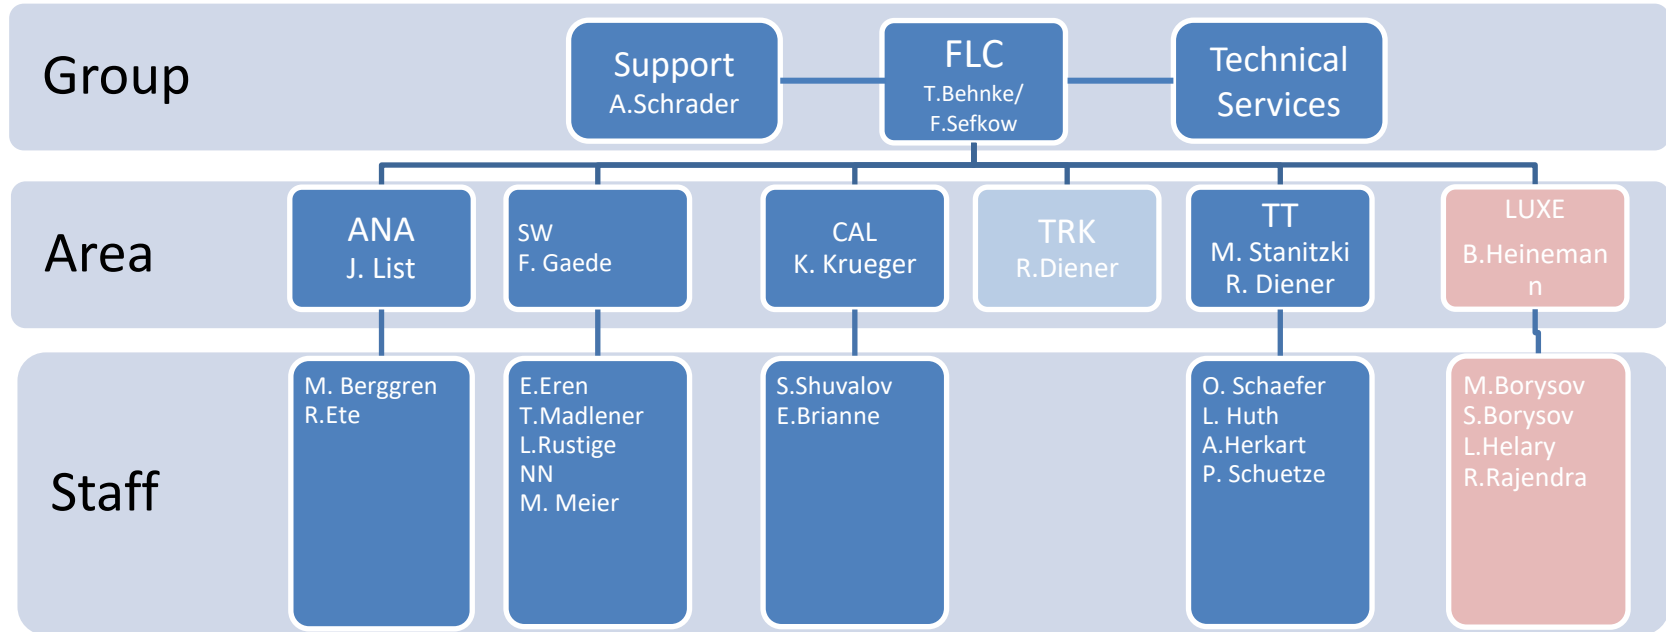 Group
Support
A.Schrader
FLC
T.Behnke/
F.Sefkow
Technical
Services
Area
ANA
J. List
SW
F. Gaede
CAL
K. Krueger
TRK
R.Diener
TT
M. Stanitzki
R. Diener
LUXE
B.Heineman
n
Staff
M. Berggren
R.Ete
E.Eren
T.Madlener
L.Rustige
NN
M. Meier
S.Shuvalov
E.Brianne
O. Schaefer
L. Huth
A.Herkart
P. Schuetze
M.Borysov
S.Borysov
L.Helary
R.Rajendra